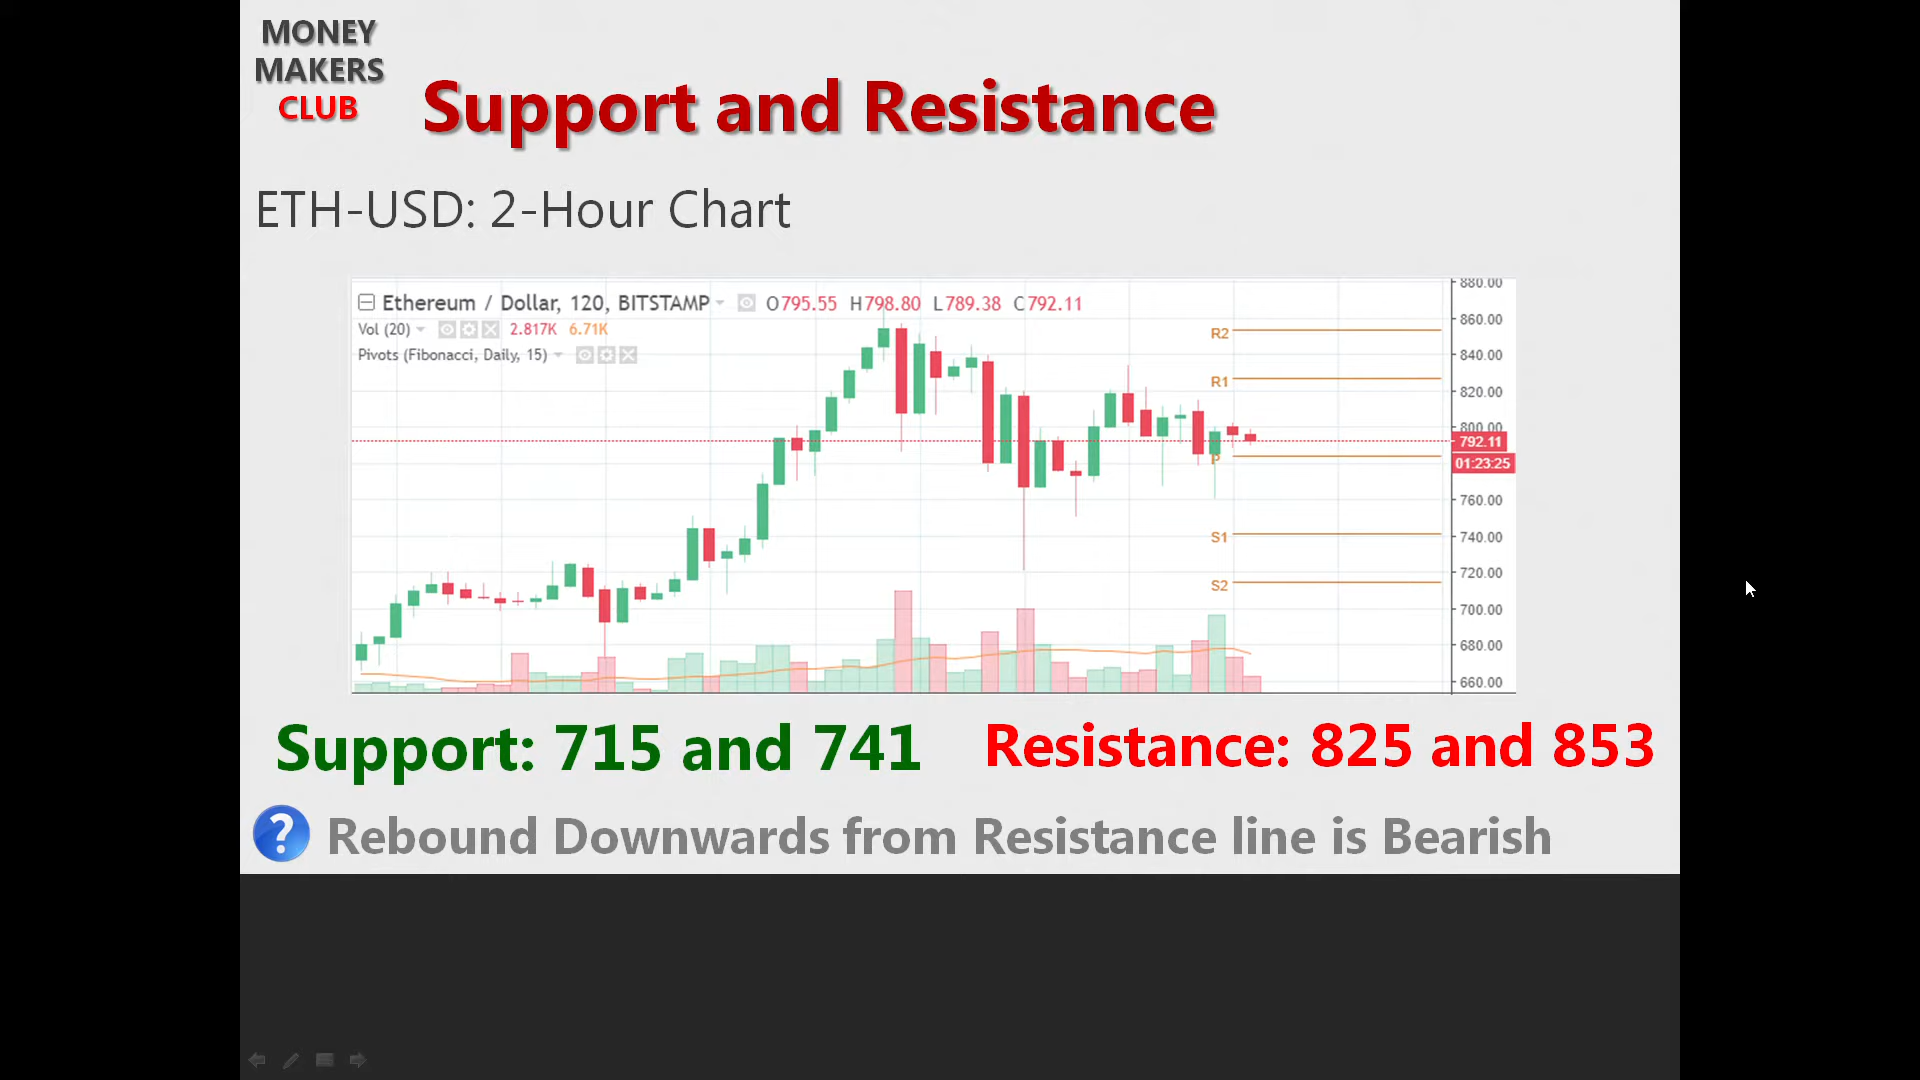 MONEY
MAKERS
CLUB
Support and Resistance
ETH-USD: 2-Hour Chart
Ethereum / Dollar, 120, BITSTAMP O795.55 H798.80 L789.38 C792.11
Vol (20) 2.817K 6.71K
Pivots (Fibonacci, Daily, 15)
R2
R1
P
S1
S2
880.00
860.00
840.00
820.00
800.00
792.11
01:23:25
760.00
740.00
720.00
700.00
680.00
660.00
Support: 715 and 741
Resistance: 825 and 853
? Rebound Downwards from Resistance line is Bearish